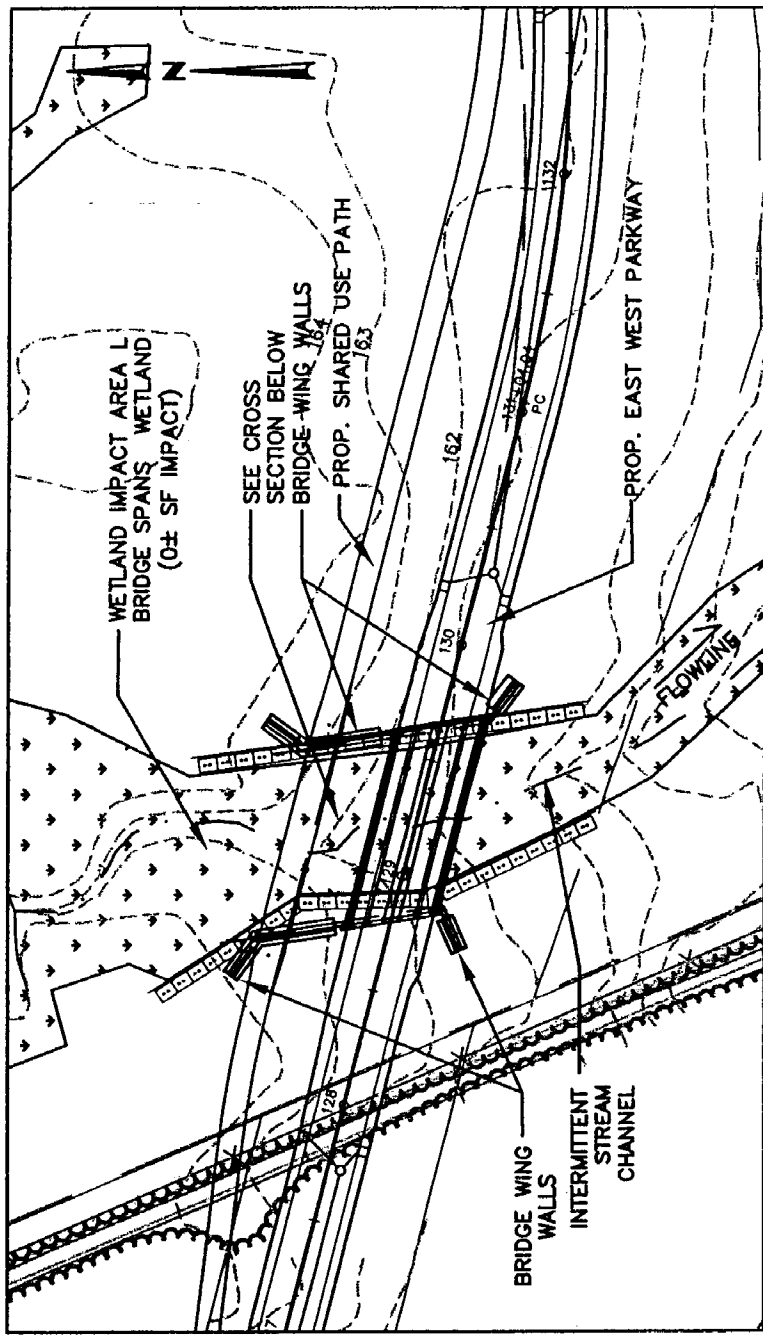 N
WETLAND IMPACT AREA L
BRIDGE SPANS WETLAND
(0± SF IMPACT)
SEE CROSS
SECTION BELOW
BRIDGE WING WALLS
164
163
PROP. SHARED USE PATH
162
1132
PC
130
129
128
PROP. EAST WEST PARKWAY
FLOWLINE
BRIDGE WING
WALLS
INTERMITTENT
STREAM
CHANNEL